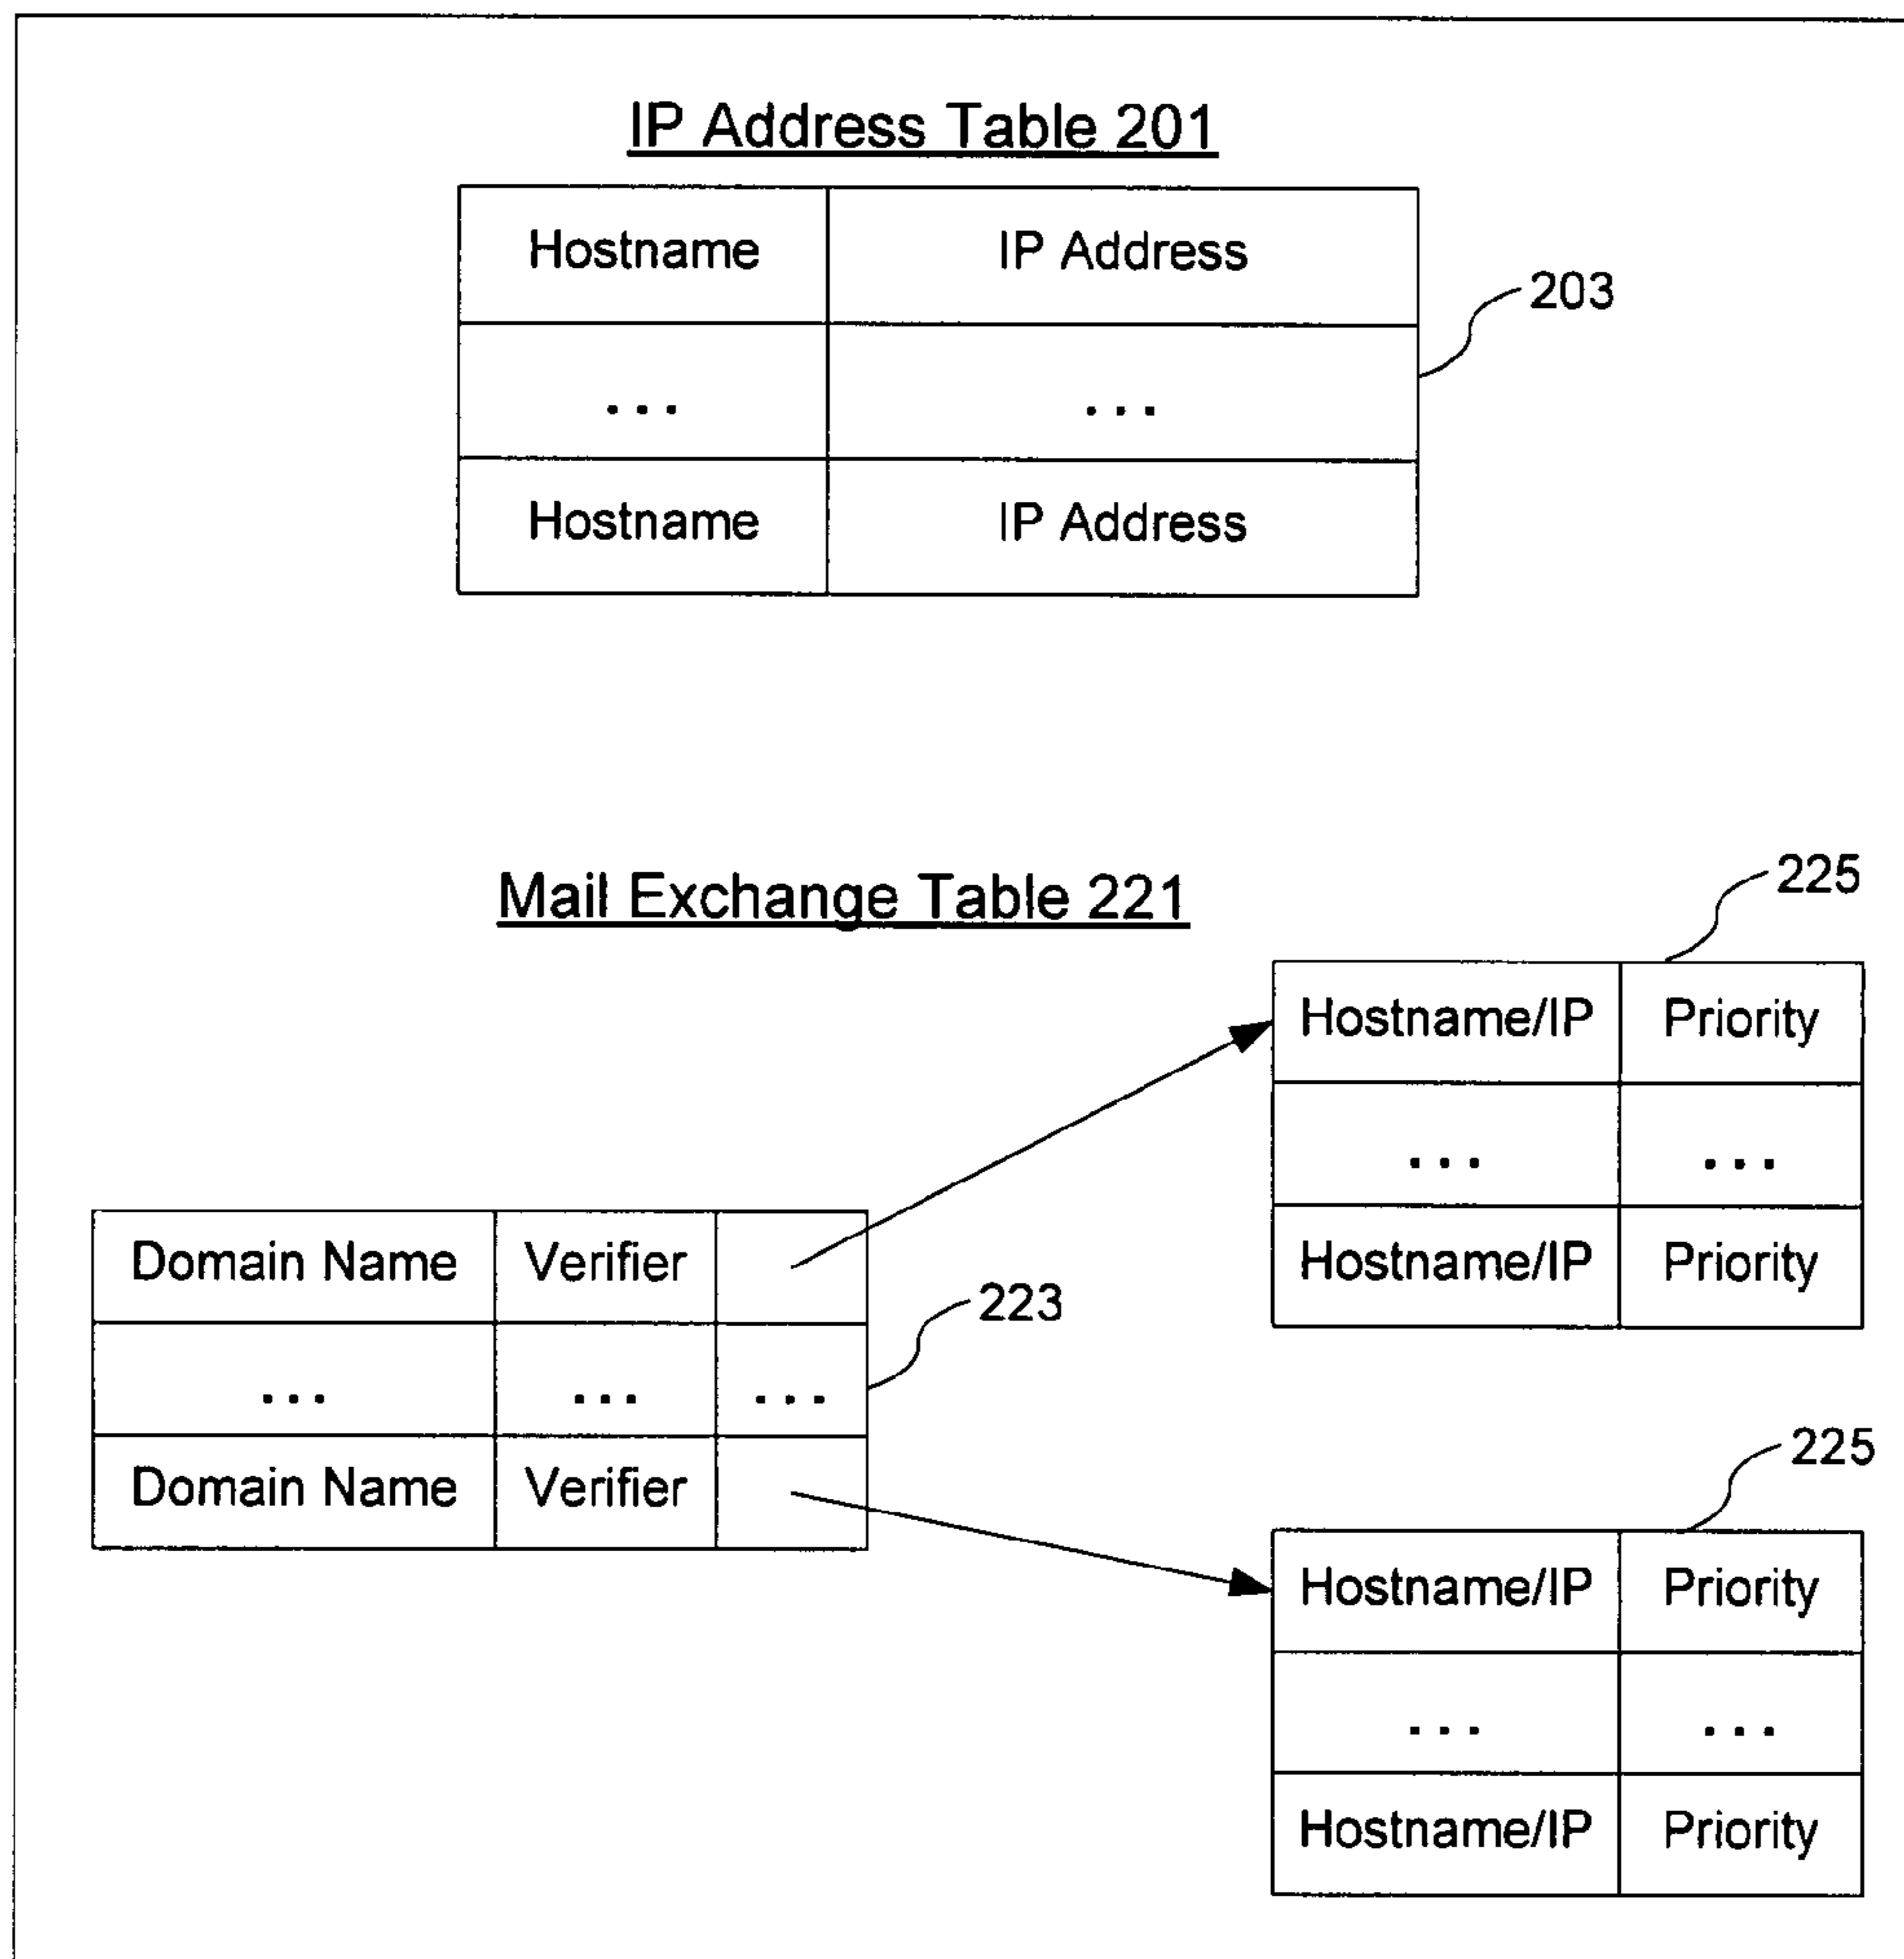 IP Address Table 201
Hostname IP Address
203
... ...
Hostname IP Address
Mail Exchange Table 221
225
Hostname/IP Priority
... ...
Hostname/IP Priority
Domain Name Verifier
223
... ... ...
Domain Name Verifier
225
Hostname/IP Priority
... ...
Hostname/IP Priority